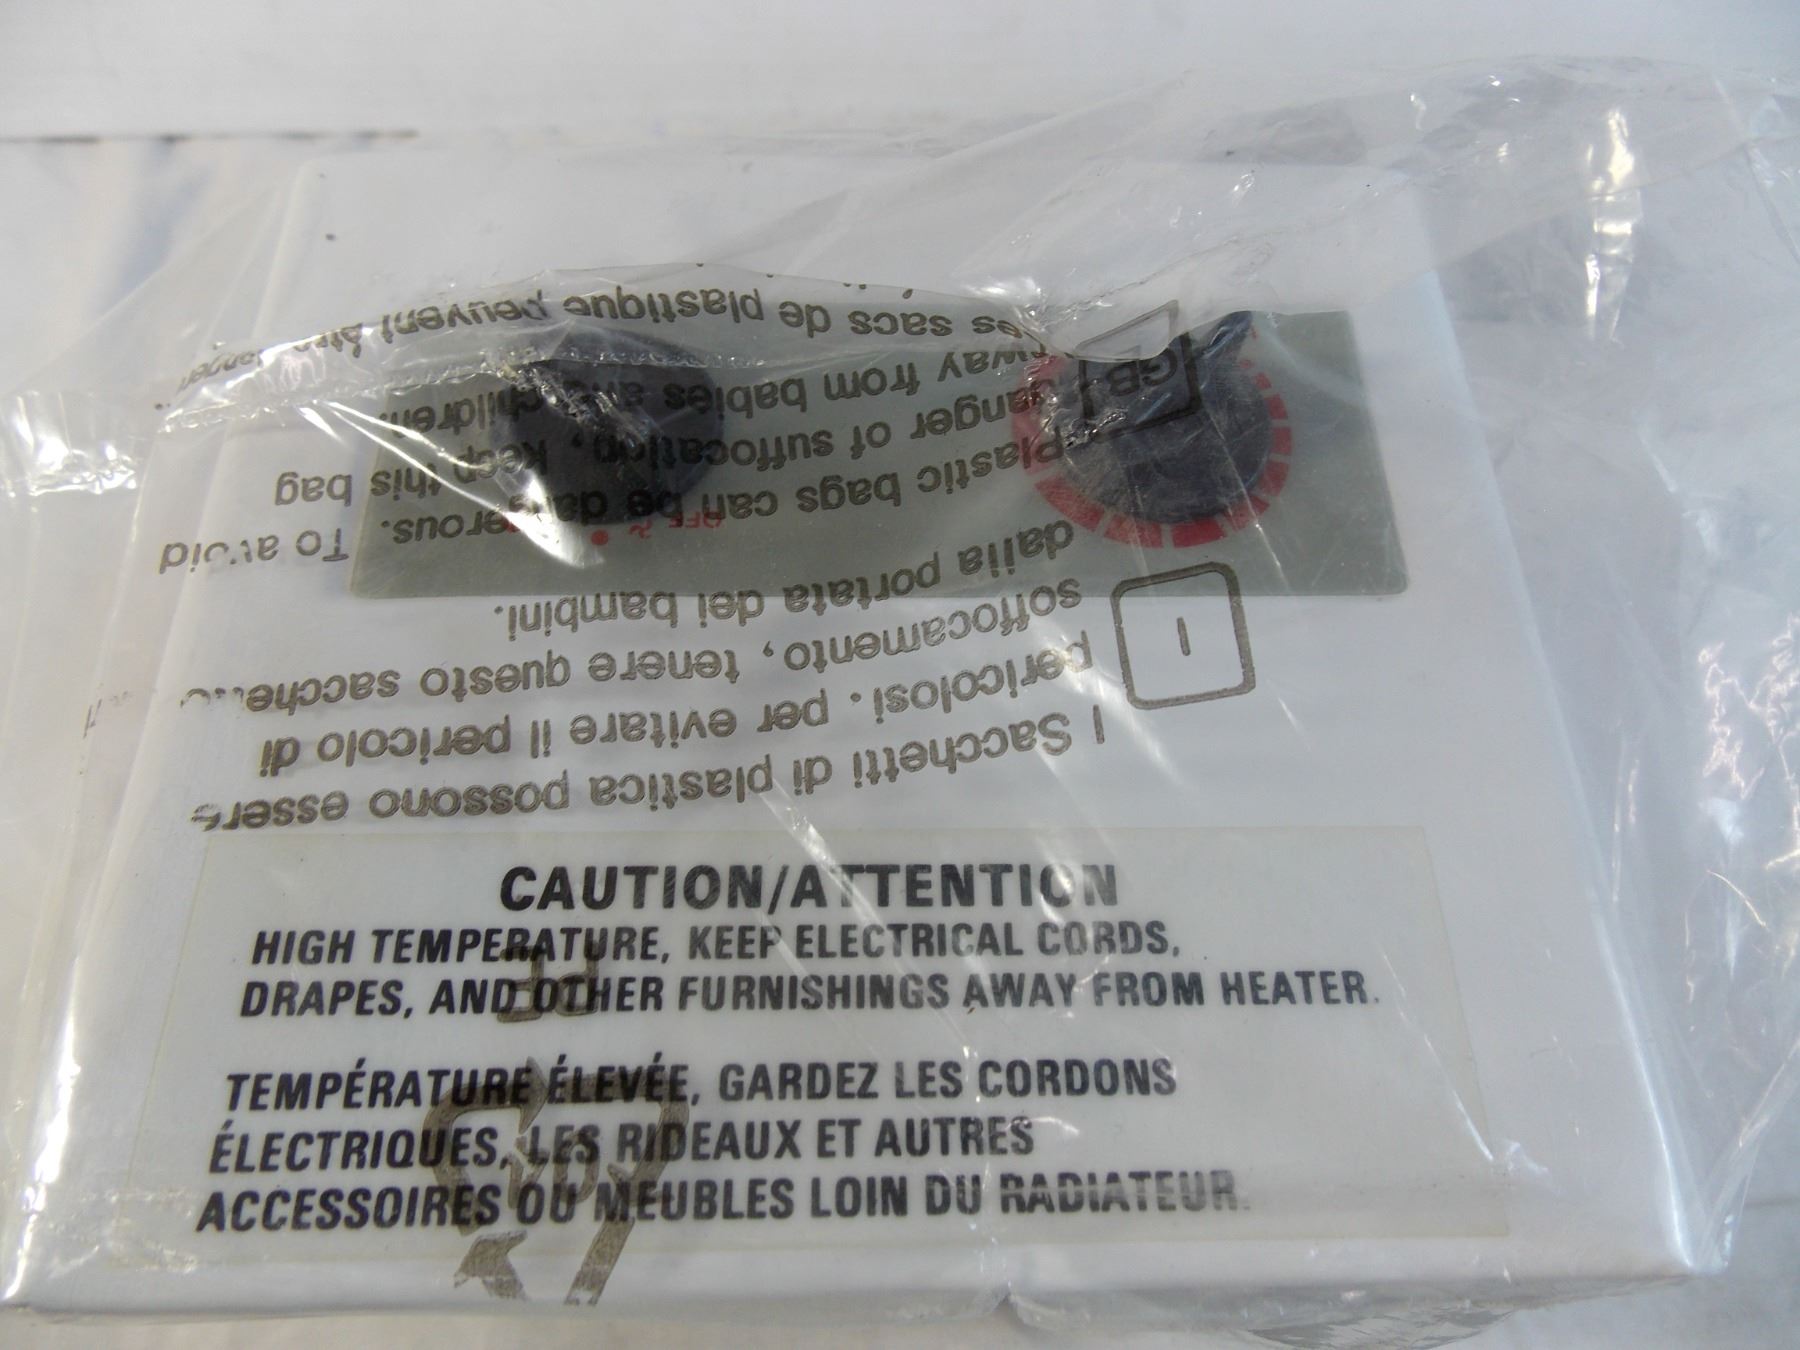 CAUTION/ATTENTION
HIGH TEMPERATURE, KEEP ELECTRICAL CORDS,
DRAPES, AND OTHER FURNISHINGS AWAY FROM HEATER.
TEMPÉRATURE ÉLEVÉE, GARDEZ LES CORDONS
ÉLECTRIQUES, LES RIDEAUX ET AUTRES
ACCESSOIRES OU MEUBLES LOIN DU RADIATEUR.
PE
I Sacchetti di plastica possono essere
pericolosi. per evitare il pericolo di
soffocamento, tenere questo sacchetto
dalla portata dei bambini.
I
Plastic bags can be dangerous. To avoid
danger of suffocation, keep this bag
away from babies and children.
GB
Les sacs de plastique peuvent être
OFF